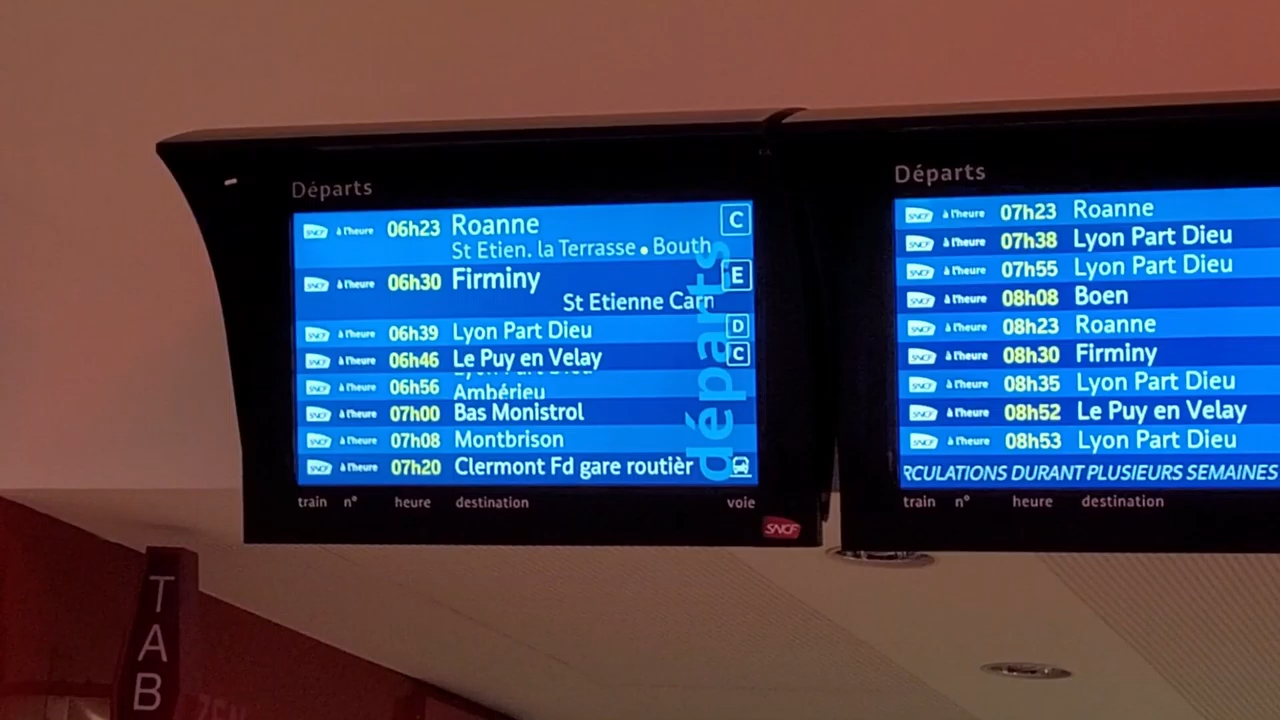 Départs
SNCF à l'heure 06h23 Roanne C
St Etien. la Terrasse • Bouth
SNCF à l'heure 06h30 Firminy E
St Etienne Carn
SNCF à l'heure 06h39 Lyon Part Dieu D
SNCF à l'heure 06h46 Le Puy en Velay C
SNCF à l'heure 06h56 Ambérieu
SNCF à l'heure 07h00 Bas Monistrol
SNCF à l'heure 07h08 Montbrison
SNCF à l'heure 07h20 Clermont Fd gare routièr
départs
train n° heure destination voie
SNCF
Départs
SNCF à l'heure 07h23 Roanne
SNCF à l'heure 07h38 Lyon Part Dieu
SNCF à l'heure 07h55 Lyon Part Dieu
SNCF à l'heure 08h08 Boen
SNCF à l'heure 08h23 Roanne
SNCF à l'heure 08h30 Firminy
SNCF à l'heure 08h35 Lyon Part Dieu
SNCF à l'heure 08h52 Le Puy en Velay
SNCF à l'heure 08h53 Lyon Part Dieu
RCULATIONS DURANT PLUSIEURS SEMAINES
train n° heure destination
TAB